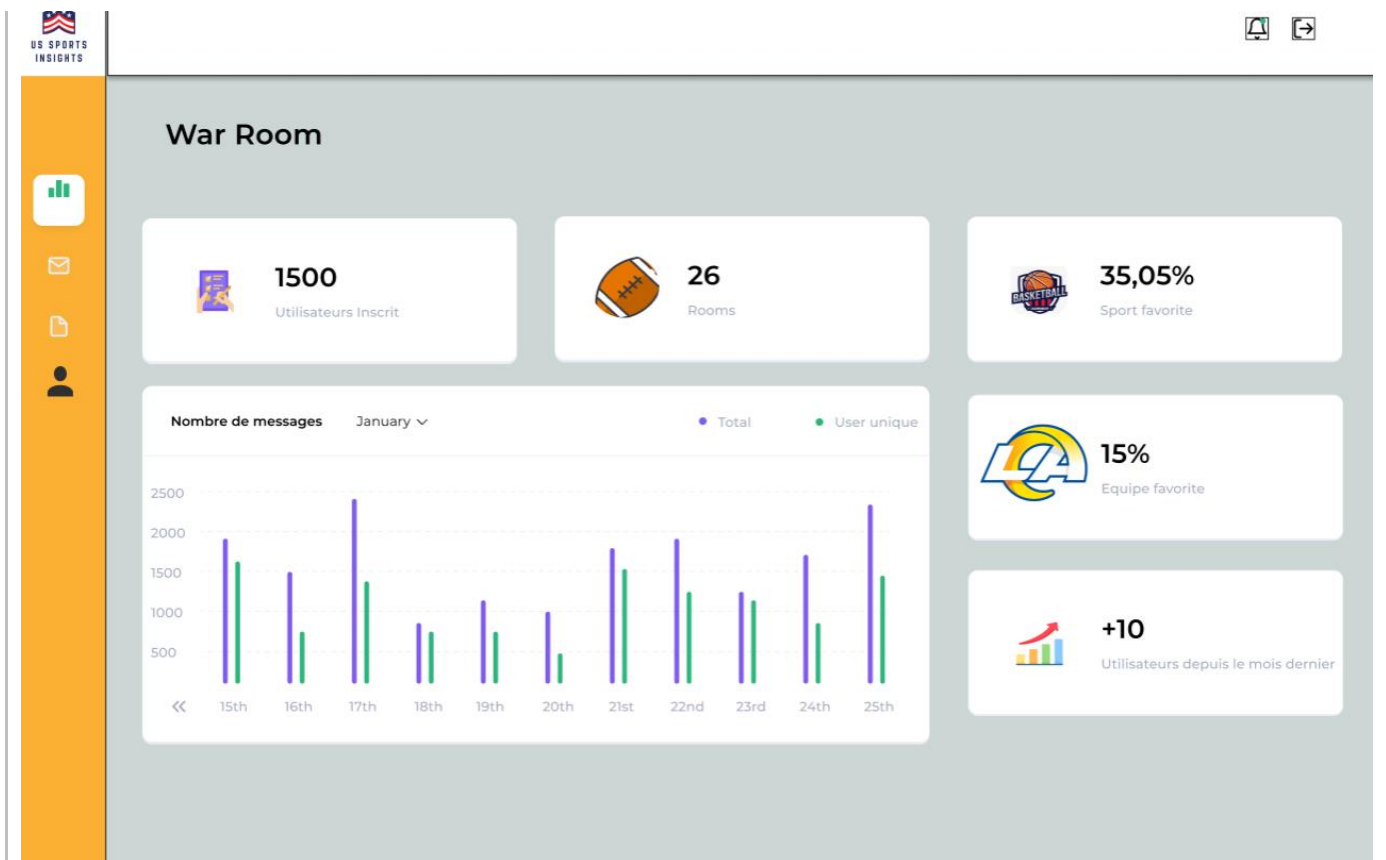 US SPORTS
INSIGHTS
War Room
1500
Utilisateurs Inscrit
26
Rooms
BASKETBALL
35,05%
Sport favorite
Nombre de messages January
Total User unique
2500
2000
1500
1000
500
15th 16th 17th 18th 19th 20th 21st 22nd 23rd 24th 25th
LA
15%
Equipe favorite
+10
Utilisateurs depuis le mois dernier